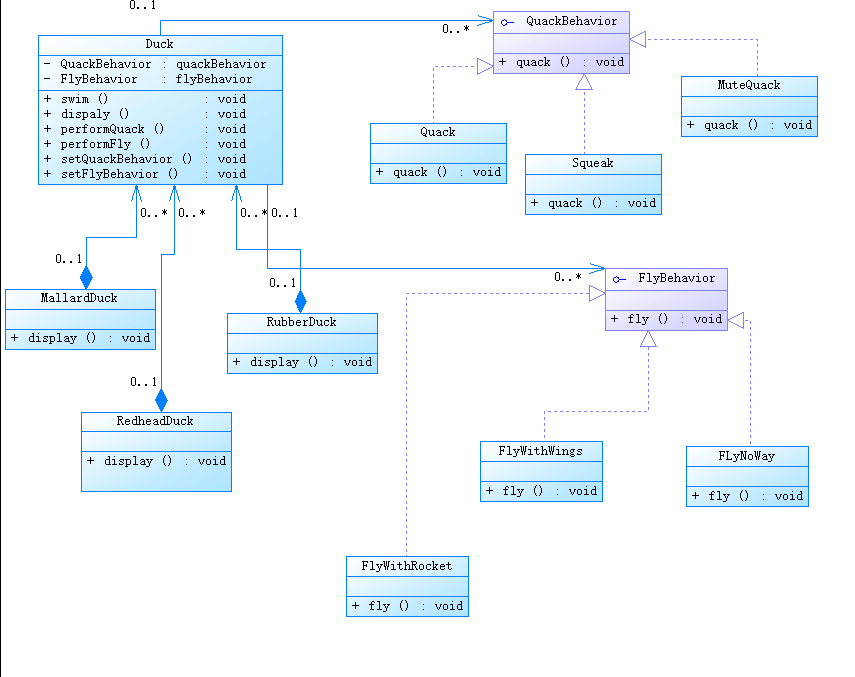 0..1
0..*
Duck
- QuackBehavior : quackBehavior
- FlyBehavior : flyBehavior
+ swim () : void
+ dispaly () : void
+ performQuack () : void
+ performFly () : void
+ setQuackBehavior () : void
+ setFlyBehavior () : void
QuackBehavior
+ quack () : void
MuteQuack
+ quack () : void
Quack
+ quack () : void
Squeak
+ quack () : void
0..* 0..* 0..* 0..1
0..1
0..1
0..*
MallardDuck
+ display () : void
RubberDuck
+ display () : void
FlyBehavior
+ fly () : void
0..1
RedheadDuck
+ display () : void
FlyWithWings
+ fly () : void
FLyNoWay
+ fly () : void
FlyWithRocket
+ fly () : void